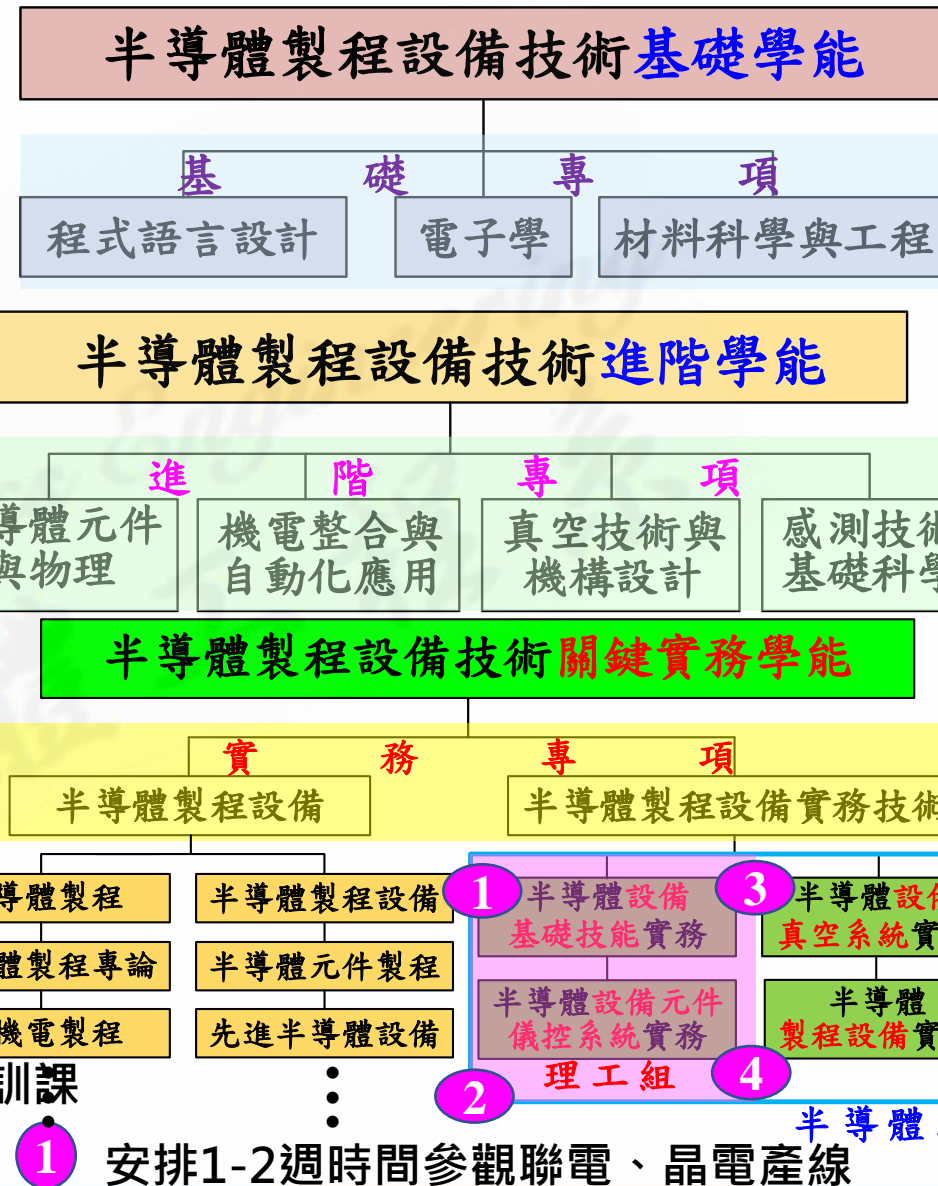 半導體製程設備技術基礎學能
基礎專項
程式語言設計
電子學
材料科學與工程
半導體製程設備技術進階學能
進階專項
導體元件
與物理
機電整合與
自動化應用
真空技術與
機構設計
感測技術
基礎科學
半導體製程設備技術關鍵實務學能
實務專項
半導體製程設備
半導體製程設備實務技術
導體製程
體製程專論
機電製程
半導體製程設備
半導體元件製程
先進半導體設備
1
半導體設備
基礎技能實務
半導體設備元件
儀控系統實務
2
理工組
3
半導體設備
真空系統實
4
半導體
製程設備實
半導體
訓課
1 安排1-2週時間參觀聯電、晶電產線
Engineering